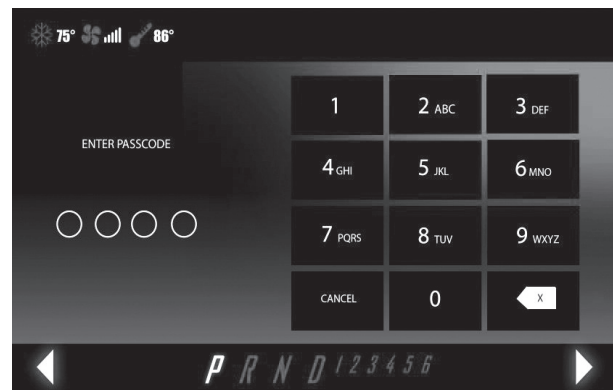 75° 86°
ENTER PASSCODE
1 2 ABC 3 DEF
4 GHI 5 JKL 6 MNO
7 PQRS 8 TUV 9 WXYZ
CANCEL 0 X
P R N D 1 2 3 4 5 6